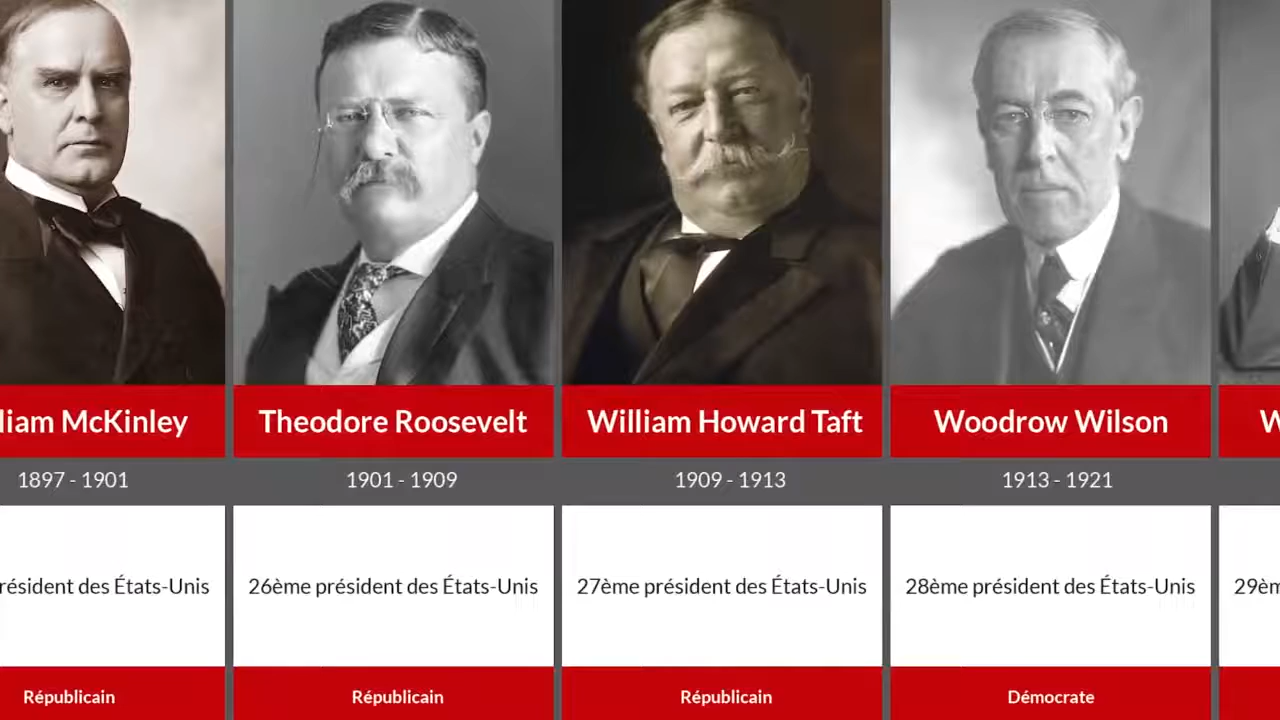 liam McKinley
Theodore Roosevelt
William Howard Taft
Woodrow Wilson
W
1897 - 1901
1901 - 1909
1909 - 1913
1913 - 1921
résident des États-Unis
26ème président des États-Unis
27ème président des États-Unis
28ème président des États-Unis
29èm
Républicain
Républicain
Républicain
Démocrate